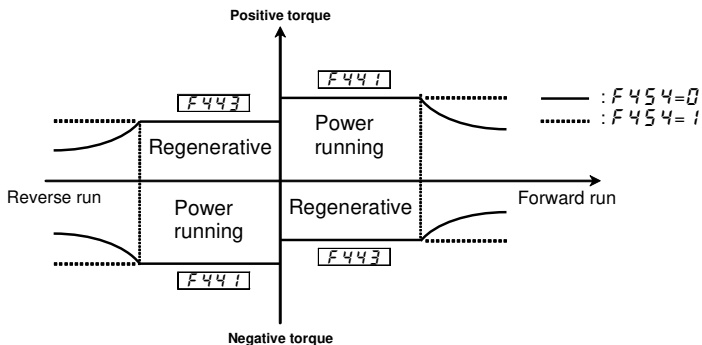 Positive torque
F441
F443
: F454=0
: F454=1
Power
running
Regenerative
Reverse run
Forward run
Power
running
Regenerative
F443
F441
Negative torque